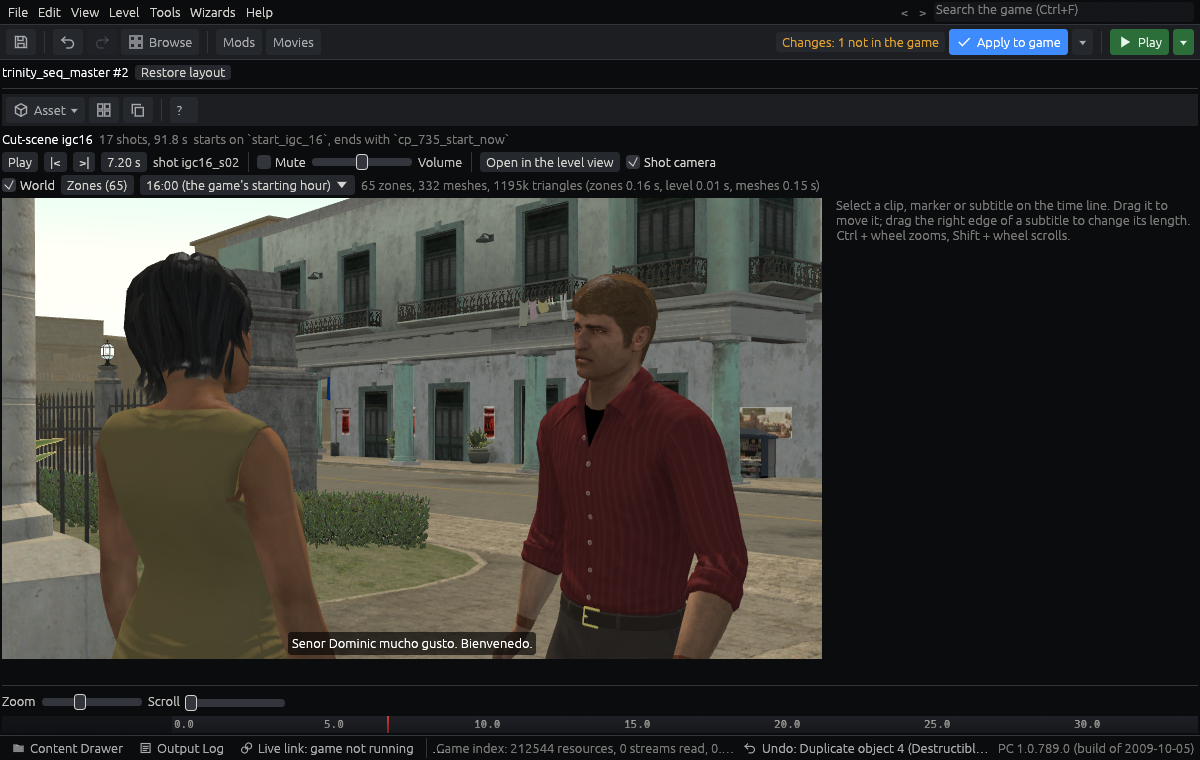 File Edit View Level Tools Wizards Help < > Search the game (Ctrl+F)
Browse Mods Movies Changes: 1 not in the game Apply to game Play
trinity_seq_master #2 Restore layout
Asset ?
Cut-scene igc16 17 shots, 91.8 s starts on `start_igc_16`, ends with `cp_735_start_now`
Play |< >| 7.20 s shot igc16_s02 Mute Volume Open in the level view Shot camera
World Zones (65) 16:00 (the game's starting hour) 65 zones, 332 meshes, 1195k triangles (zones 0.16 s, level 0.01 s, meshes 0.15 s)
Select a clip, marker or subtitle on the time line. Drag it to
move it; drag the right edge of a subtitle to change its length.
Ctrl + wheel zooms, Shift + wheel scrolls.
Senor Dominic mucho gusto. Bienvenedo.
Zoom Scroll
0.0 5.0 10.0 15.0 20.0 25.0 30.0
Content Drawer Output Log Live link: game not running .Game index: 212544 resources, 0 streams read, 0.... Undo: Duplicate object 4 (Destructibl... PC 1.0.789.0 (build of 2009-10-05)